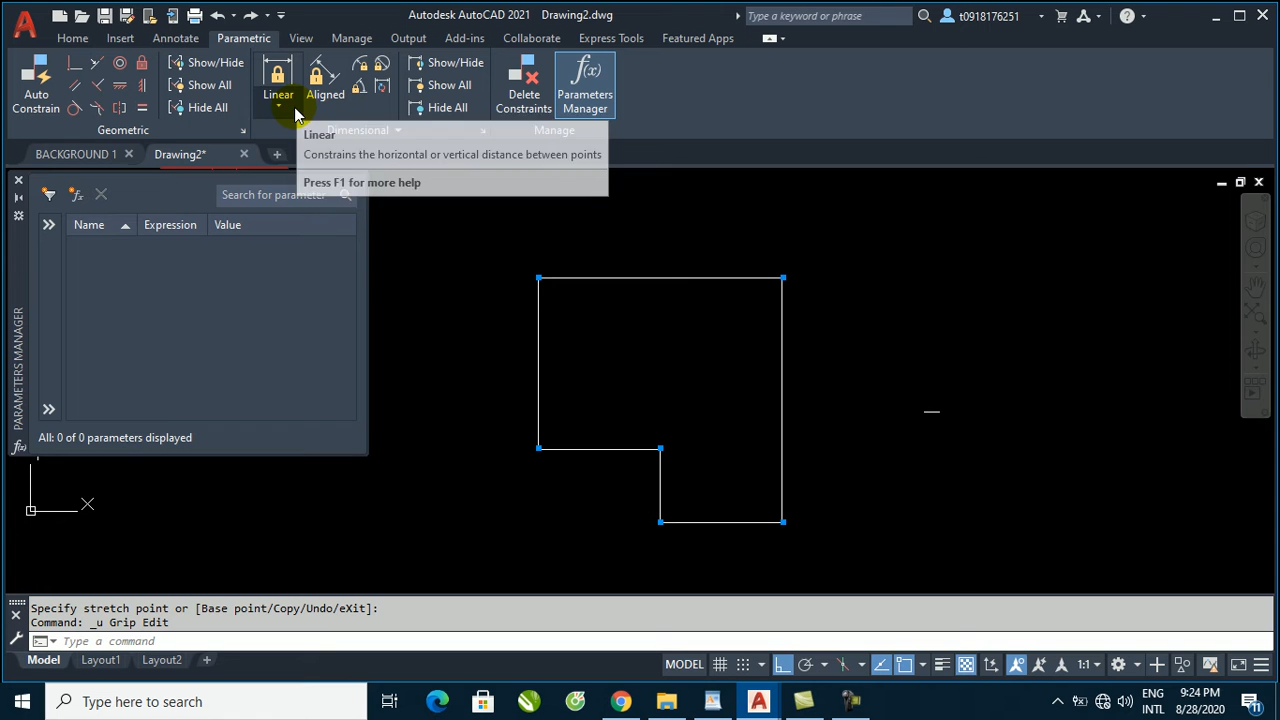 Autodesk AutoCAD 2021 Drawing2.dwg
Type a keyword or phrase
t0918176251
Home Insert Annotate Parametric View Manage Output Add-ins Collaborate Express Tools Featured Apps
Auto Constrain
Show/Hide
Show All
Hide All
Linear
Aligned
Show/Hide
Show All
Hide All
Delete Constraints
Parameters Manager
Geometric
Dimensional
Manage
Linear
Constrains the horizontal or vertical distance between points
Press F1 for more help
BACKGROUND 1
Drawing2*
Search for parameter
Name Expression Value
All: 0 of 0 parameters displayed
PARAMETERS MANAGER
X
Specify stretch point or [Base point/Copy/Undo/eXit]:
Command: _u Grip Edit
Type a command
Model Layout1 Layout2
MODEL
1:1
Type here to search
ENG
INTL
9:24 PM
8/28/2020
11